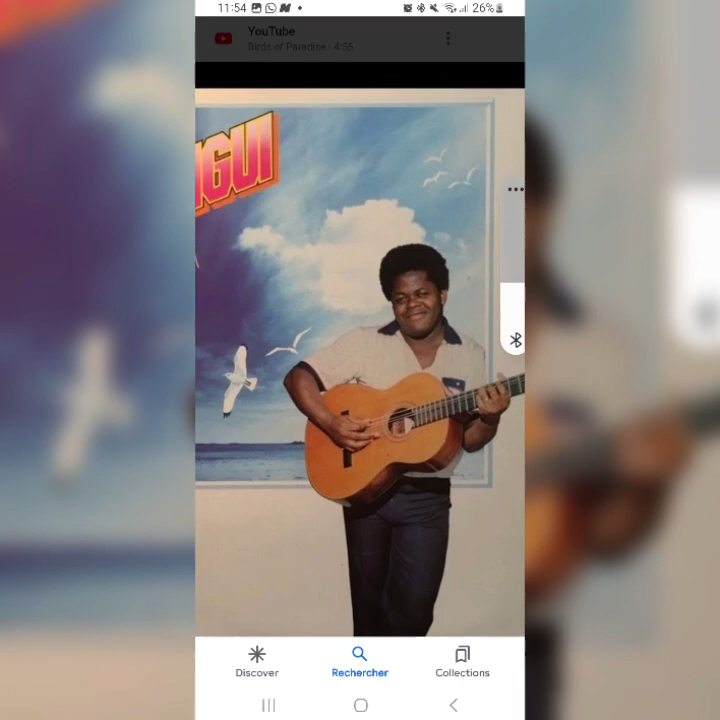 11:54
26%
YouTube
Birds of Paradise · 4:55
IGUI
Discover
Rechercher
Collections